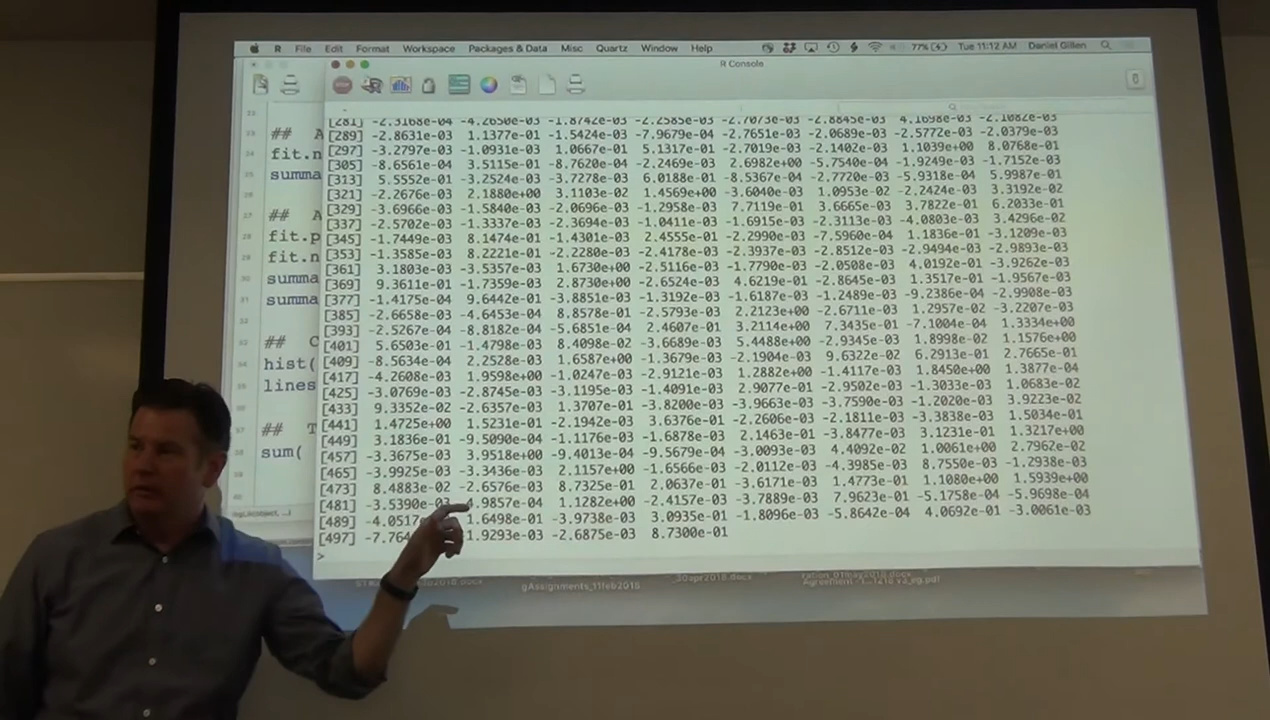 R File Edit Format Workspace Packages & Data Misc Quartz Window Help 77% Tue 11:12 AM Daniel Gillen
R Console
[281] -2.3168e-04 -4.2650e-03 -1.8742e-03 -2.2585e-03 -2.7073e-03 -2.8845e-03 4.1698e-03 -2.1082e-03
[289] -2.8631e-03 1.1377e-01 -1.5424e-03 -7.9679e-04 -2.7651e-03 -2.0689e-03 -2.5772e-03 -2.0379e-03
[297] -3.2797e-03 -1.0931e-03 1.0667e-01 5.1317e-01 -2.7019e-03 -2.1402e-03 1.1039e+00 8.0768e-01
[305] -8.6561e-04 3.5115e-01 -8.7620e-04 -2.2469e-03 2.6982e+00 -5.7540e-04 -1.9249e-03 -1.7152e-03
[313] 5.5552e-01 -3.2524e-03 -3.7278e-03 6.0188e-01 -8.5367e-04 -2.7720e-03 -5.9318e-04 5.9987e-01
[321] -2.2676e-03 2.1880e+00 3.1103e-02 1.4569e+00 -3.6040e-03 1.0953e-02 -2.2424e-03 3.3192e-02
[329] -3.6966e-03 -1.5840e-03 -2.0696e-03 -1.2958e-03 7.7119e-01 3.6665e-03 3.7822e-01 6.2033e-01
[337] -2.5702e-03 -1.3337e-03 -2.3694e-03 -1.0411e-03 -1.6915e-03 -2.3113e-03 -4.0803e-03 3.4296e-02
[345] -1.7449e-03 8.1474e-01 -1.4301e-03 2.4555e-01 -2.2990e-03 -7.5960e-04 1.1836e-01 -3.1209e-03
[353] -1.3585e-03 8.2221e-01 -2.2280e-03 -2.4178e-03 -2.3937e-03 -2.8512e-03 -2.9494e-03 -2.9893e-03
[361] 3.1803e-03 -3.5357e-03 1.6730e+00 -2.5116e-03 -1.7790e-03 -2.0508e-03 4.0192e-01 -3.9262e-03
[369] 9.3611e-01 -1.7359e-03 2.8730e+00 -2.6524e-03 4.6219e-01 -2.8645e-03 1.3517e-01 -1.9567e-03
[377] -1.4175e-04 9.6442e-01 -3.8851e-03 -1.3192e-03 -1.6187e-03 -1.2489e-03 -9.2386e-04 -2.9908e-03
[385] -2.6658e-03 -4.6453e-04 8.8578e-01 -2.5793e-03 2.2123e+00 -2.6711e-03 1.2957e-02 -3.2207e-03
[393] -2.5267e-04 -8.8182e-04 -5.6851e-04 2.4607e-01 3.2114e+00 7.3435e-01 -7.1004e-04 1.3334e+00
[401] 5.6503e-01 -1.4798e-03 8.4098e-02 -3.6689e-03 5.4488e+00 -2.9345e-03 1.8998e-02 1.1576e+00
[409] -8.5634e-04 2.2528e-03 1.6587e+00 -1.3679e-03 -2.1904e-03 9.6322e-02 6.2913e-01 2.7665e-01
[417] -4.2608e-03 1.9598e+00 -1.0247e-03 -2.9121e-03 1.2882e+00 -1.4117e-03 1.8450e+00 1.3877e-04
[425] -3.0769e-03 -2.8745e-03 -3.1195e-03 -1.4091e-03 2.9077e-01 -2.9502e-03 -1.3033e-03 1.0683e-02
[433] 9.3352e-02 -2.6357e-03 1.3707e-01 -3.8200e-03 -3.9663e-03 -3.7590e-03 -1.2020e-03 3.9223e-02
[441] 1.4725e+00 1.5231e-01 -2.1942e-03 3.6376e-01 -2.2606e-03 -2.1811e-03 -3.3838e-03 1.5034e-01
[449] 3.1836e-01 -9.5090e-04 -1.1176e-03 -1.6878e-03 2.1463e-01 -3.8477e-03 3.1231e-01 1.3217e+00
[457] -3.3675e-03 3.9518e+00 -9.4013e-04 -9.5679e-04 -3.0093e-03 4.4092e-02 1.0061e+00 2.7962e-02
[465] -3.9925e-03 -3.3436e-03 2.1157e+00 -1.6566e-03 -2.0112e-03 -4.3985e-03 8.7550e-03 -1.2938e-03
[473] 8.4883e-02 -2.6576e-03 8.7325e-01 2.0637e-01 -3.6171e-03 1.4773e-01 1.1080e+00 1.5939e+00
[481] -3.5390e-03 4.9857e-04 1.1282e+00 -2.4157e-03 -3.7889e-03 7.9623e-01 -5.1758e-04 -5.9698e-04
[489] -4.0517 1.6498e-01 -3.9738e-03 3.0935e-01 -1.8096e-03 -5.8642e-04 4.0692e-01 -3.0061e-03
[497] -7.764 1.9293e-03 -2.6875e-03 8.7300e-01
>
## A
fit.n
summa
## A
fit.p
fit.n
summa
summa
## C
hist(
lines
## T
sum(
gAssignments_11feb2018
_30apr2018.docx